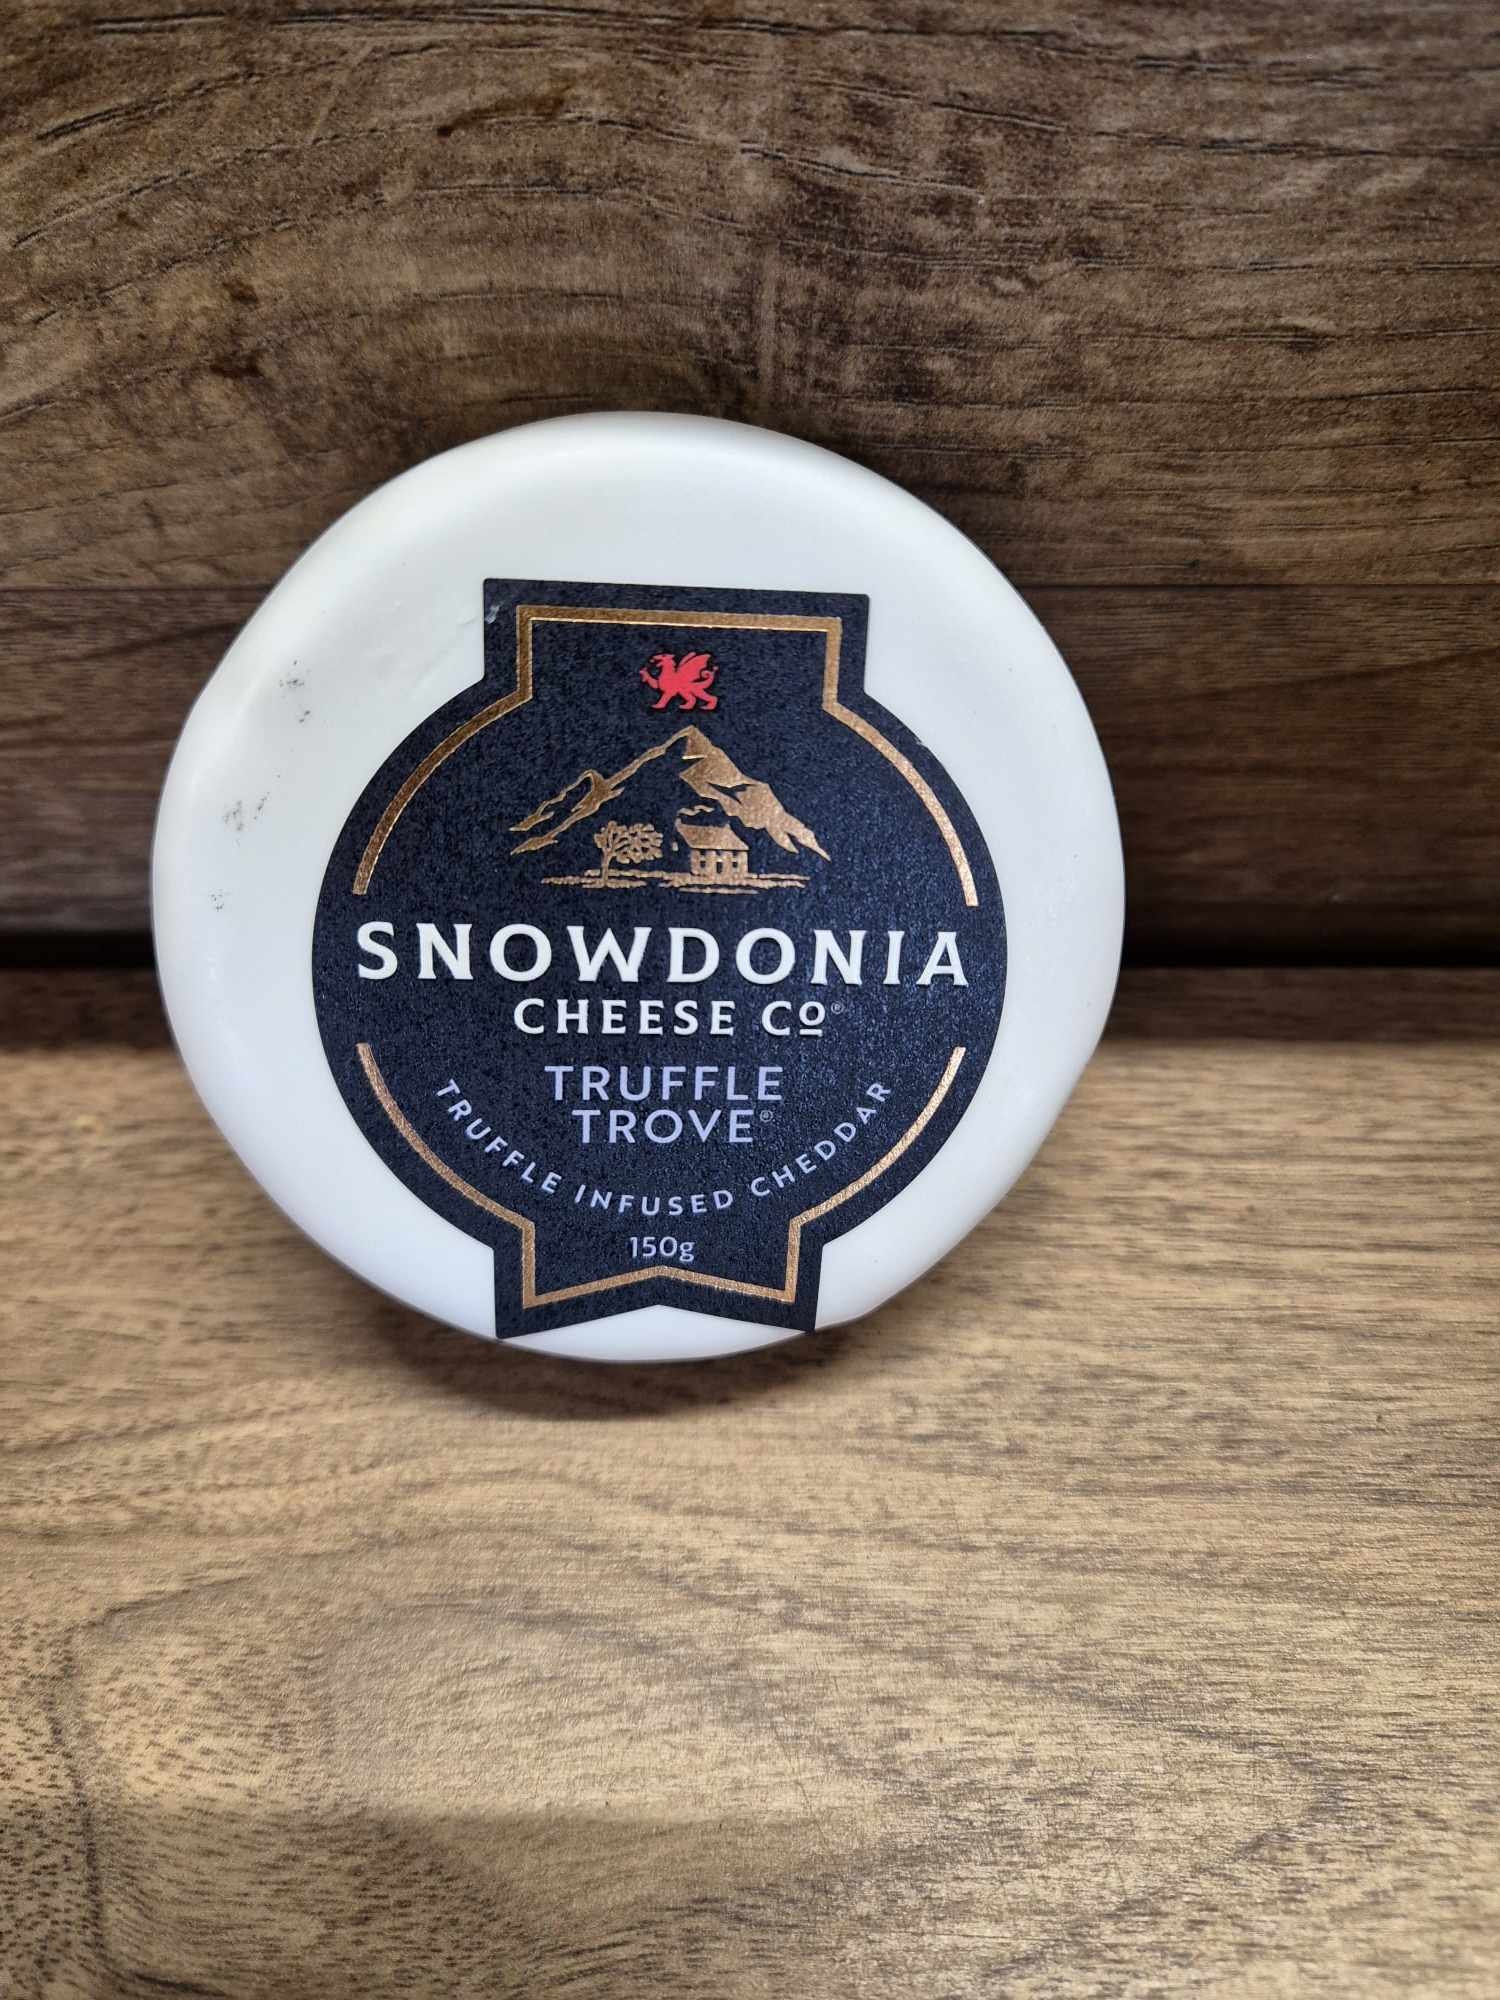 SNOWDONIA
CHEESE Cº®
TRUFFLE
TROVE®
TRUFFLE INFUSED CHEDDAR
150g